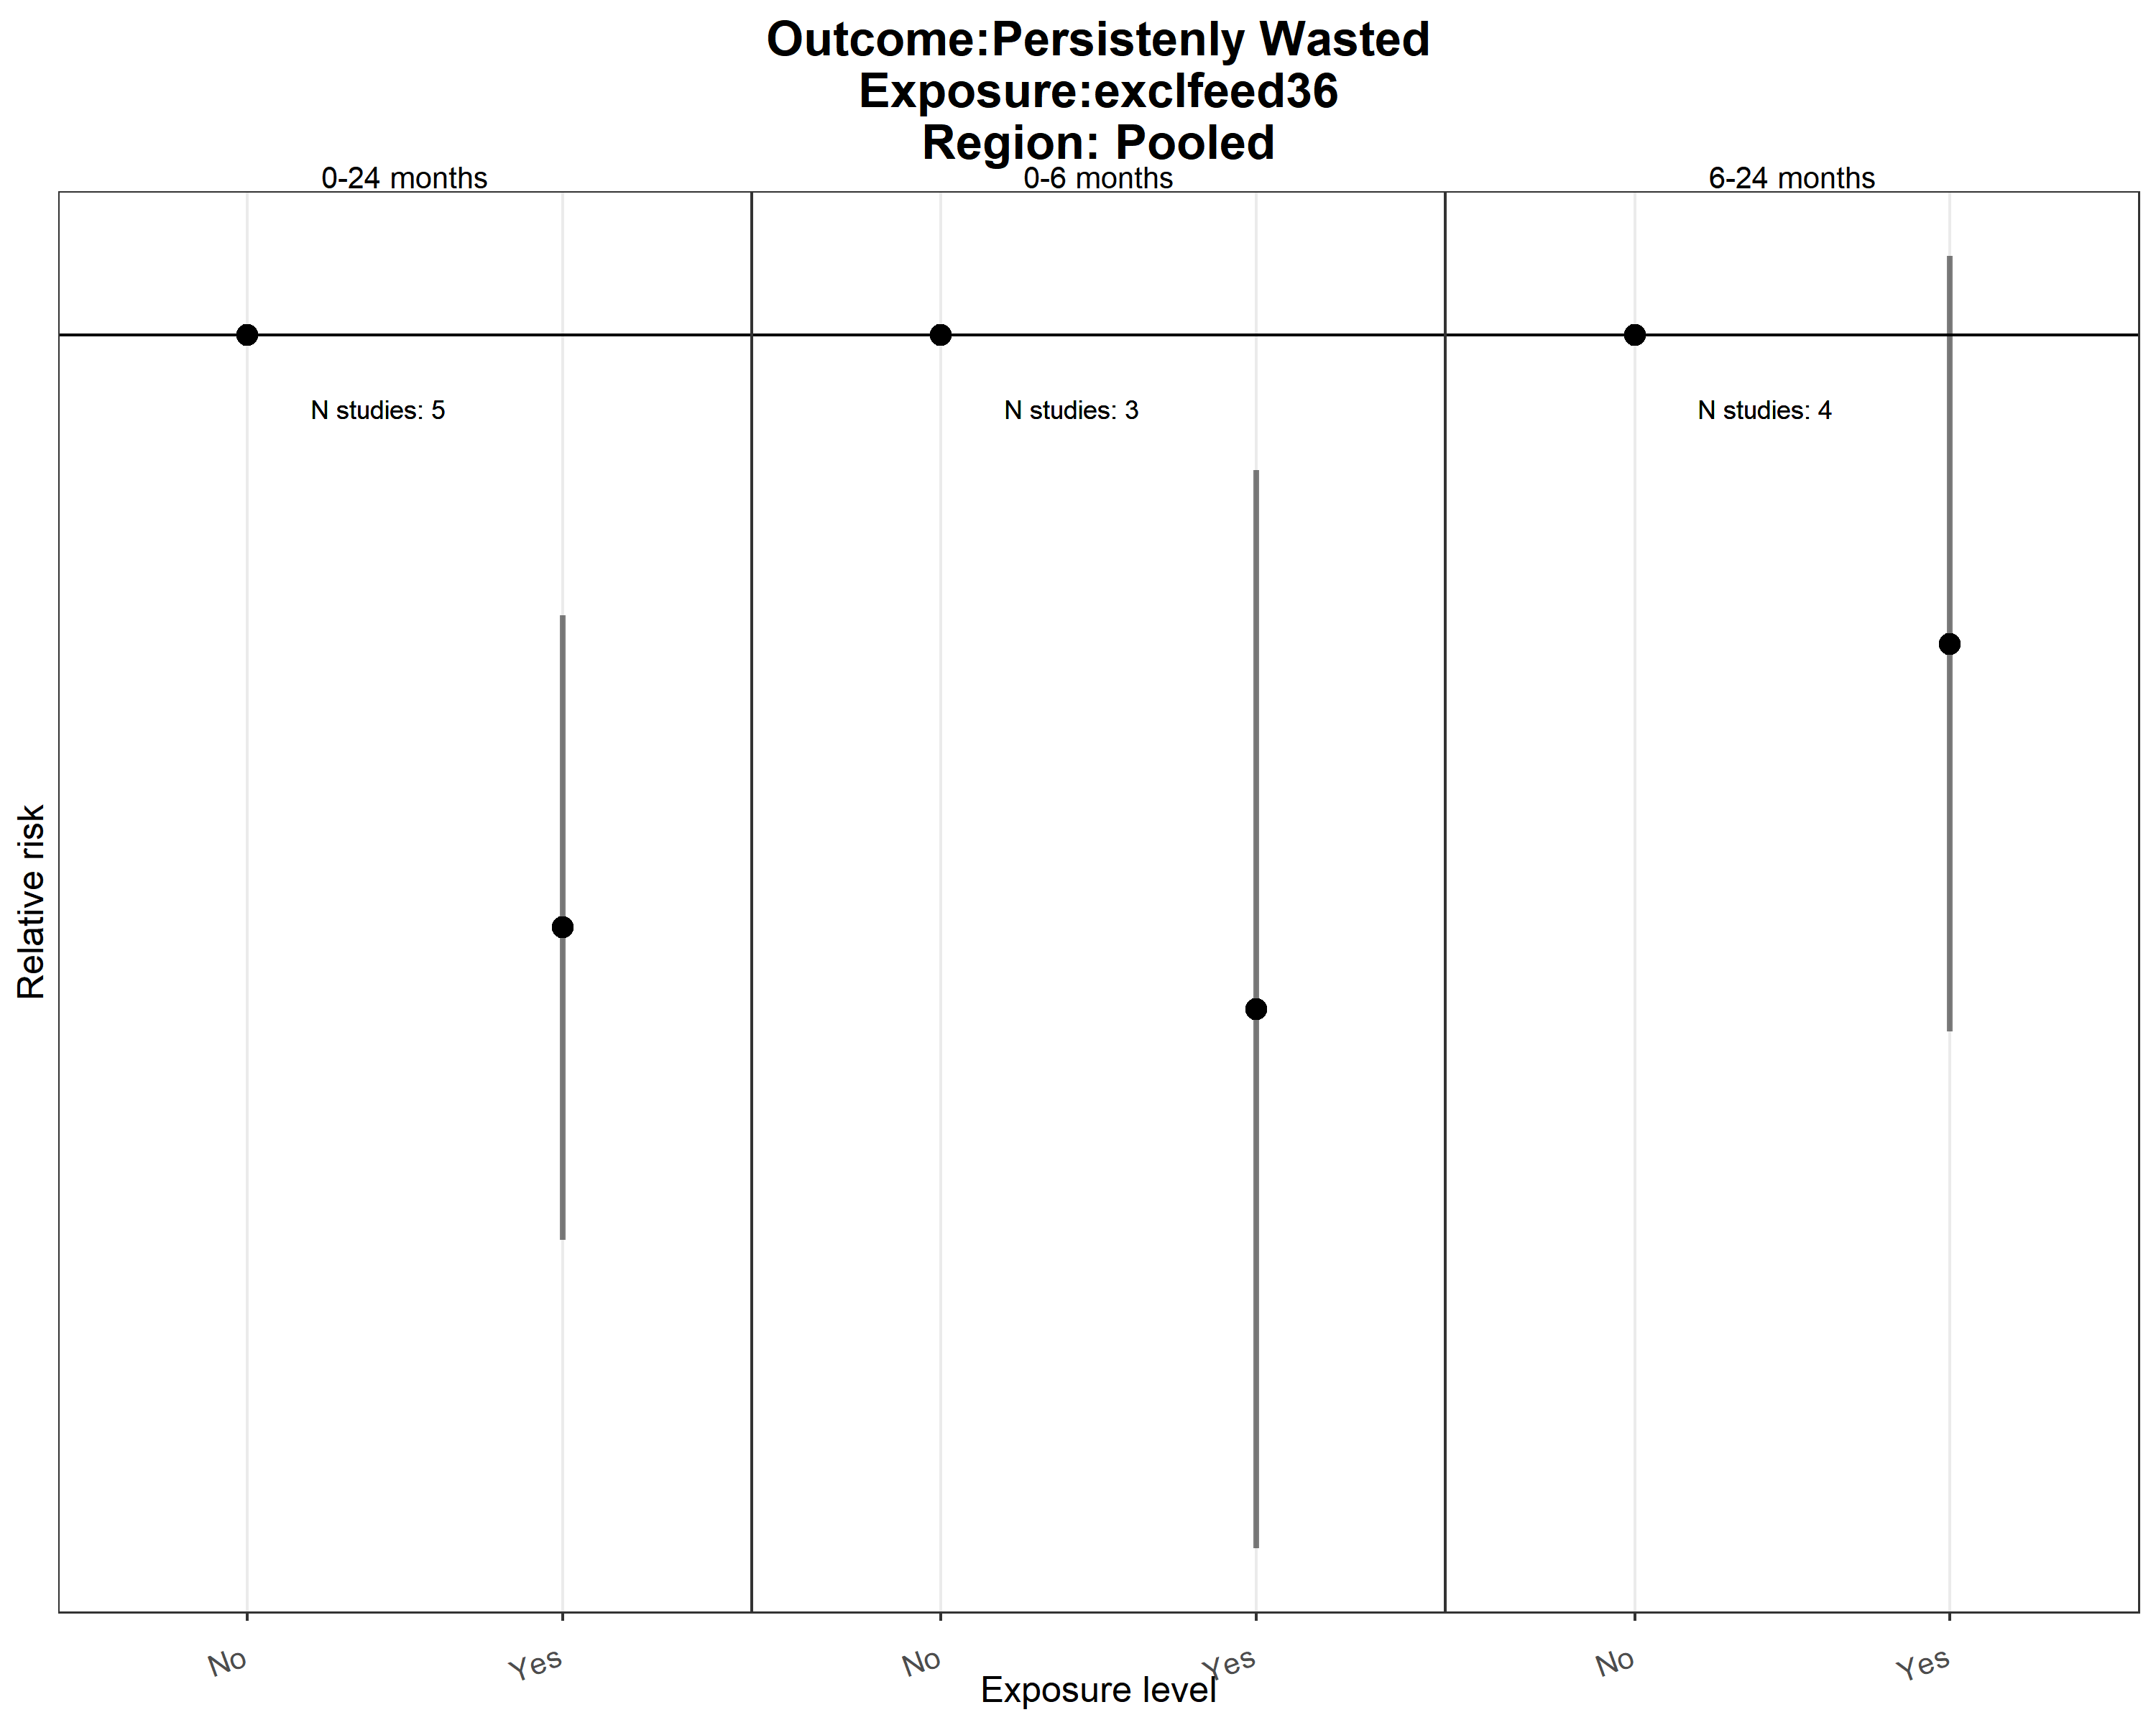 Outcome:Persistenly Wasted
Exposure:exclfeed36
Region: Pooled
0-24 months
0-6 months
6-24 months
N studies: 5
N studies: 3
N studies: 4
Relative risk
No
Yes
No
Yes
No
Yes
Exposure level